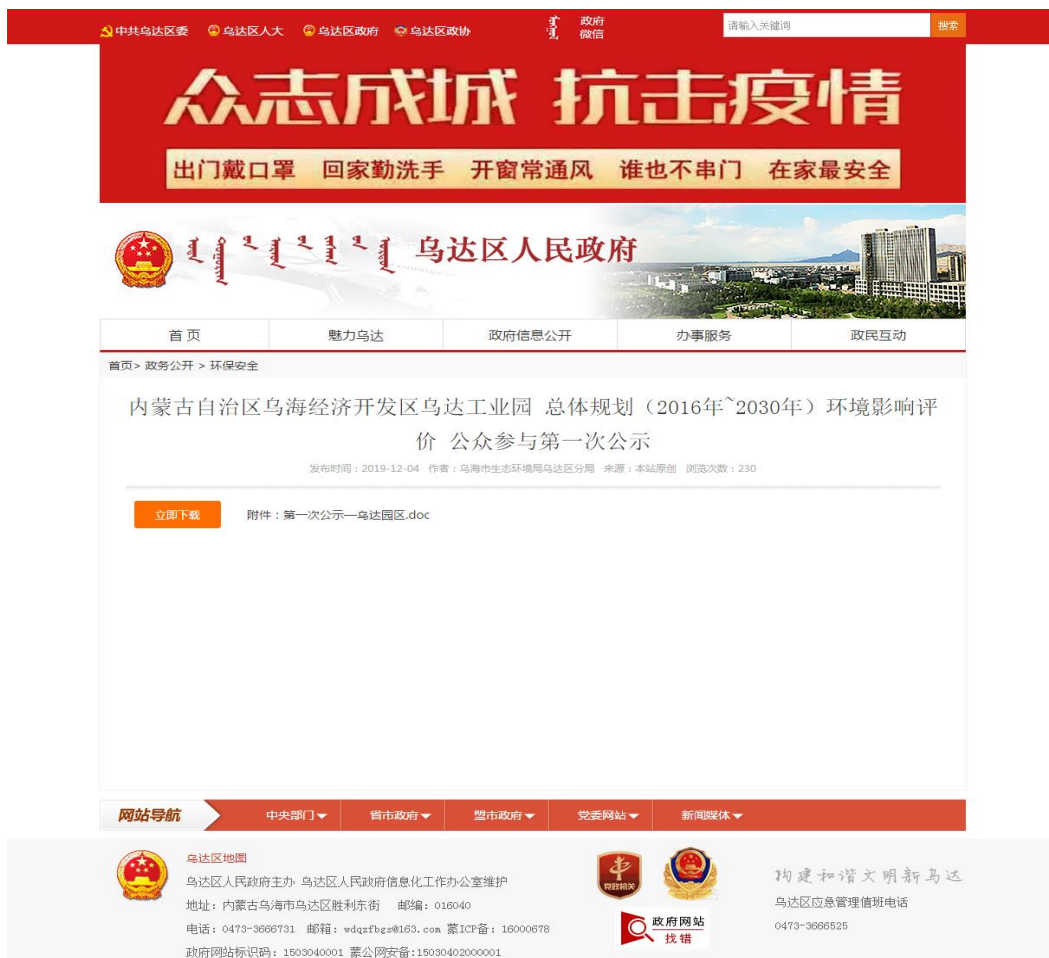 中共乌达区委 乌达区人大 乌达区政府 乌达区政协 政府 请输入关键词 搜索
微信
众志成城 抗击疫情
出门戴口罩 回家勤洗手 开窗常通风 谁也不串门 在家最安全
乌达区人民政府
首页 魅力乌达 政府信息公开 办事服务 政民互动
首页> 政务公开 > 环保安全
内蒙古自治区乌海经济开发区乌达工业园 总体规划（2016年~2030年）环境影响评
价 公众参与第一次公示
发布时间：2019-12-04 作者：乌海市生态环境局乌达区分局 来源：本站原创 浏览次数：230
立即下载 附件：第一次公示—乌达园区.doc
网站导航 中央部门 省市政府 盟市政府 党委网站 新闻媒体
乌达区地图
乌达区人民政府主办 乌达区人民政府信息化工作办公室维护
地址：内蒙古乌海市乌达区胜利东街 邮编：016040
电话：0473-3666731 邮箱：wdqzfbgs@163.com 蒙ICP备：16000678
政府网站标识码：1503040001 蒙公网安备:15030402000001
党政机关
政府网站
找错
构建和谐文明新乌达
乌达区应急管理值班电话
0473-3666525